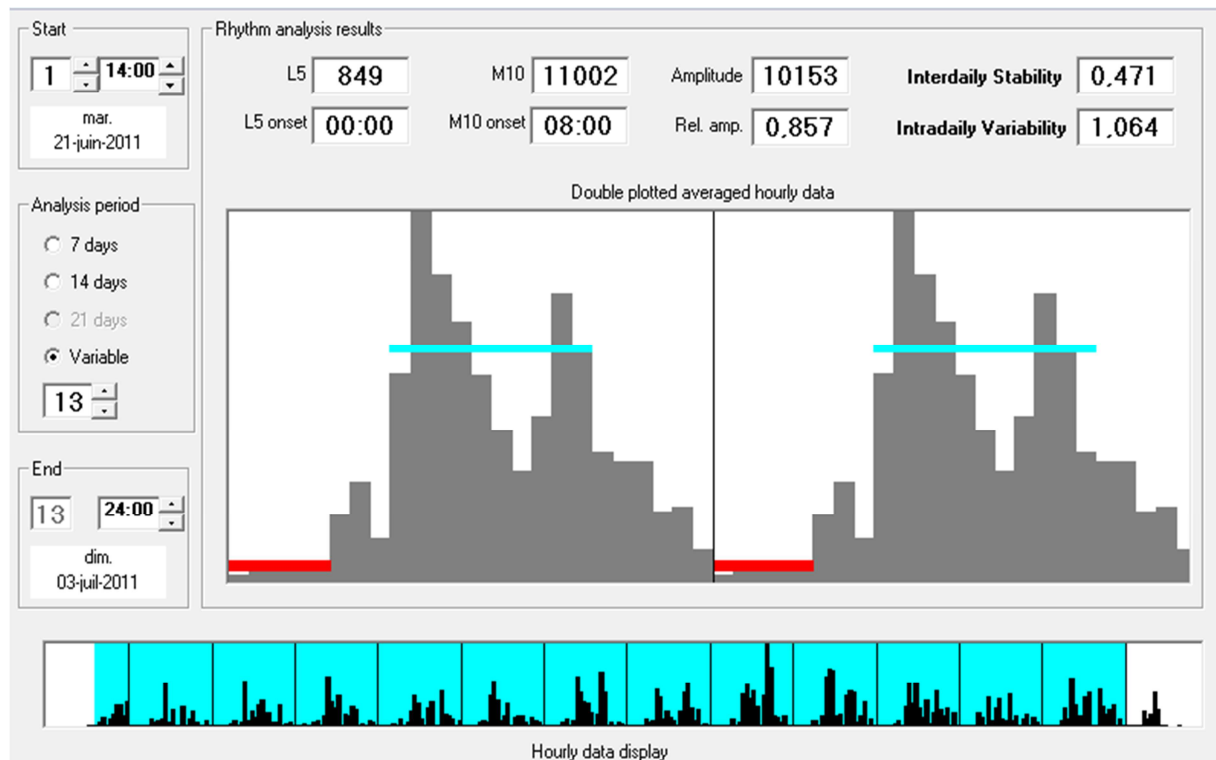 Start
1 14:00
mar.
21-juin-2011
Analysis period
7 days
14 days
21 days
Variable
13
End
13 24:00
dim.
03-juil-2011
Rhythm analysis results
L5 849 M10 11002 Amplitude 10153 Interdaily Stability 0,471
L5 onset 00:00 M10 onset 08:00 Rel. amp. 0,857 Intradaily Variability 1,064
Double plotted averaged hourly data
Hourly data display